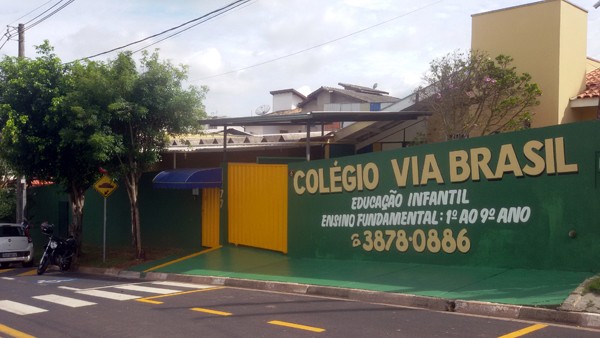 COLÉGIO VIA BRASIL
EDUCAÇÃO INFANTIL
ENSINO FUNDAMENTAL: 1º AO 9º ANO
3878-0886